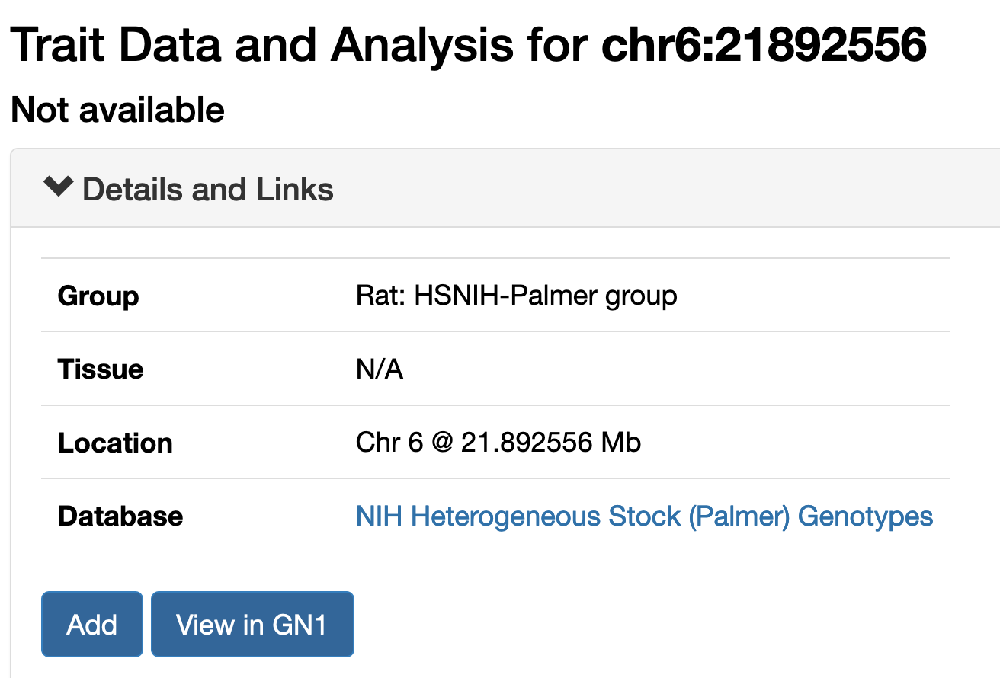 Trait Data and Analysis for chr6:21892556
Not available
Details and Links
Group Rat: HSNIH-Palmer group
Tissue N/A
Location Chr 6 @ 21.892556 Mb
Database NIH Heterogeneous Stock (Palmer) Genotypes
Add View in GN1